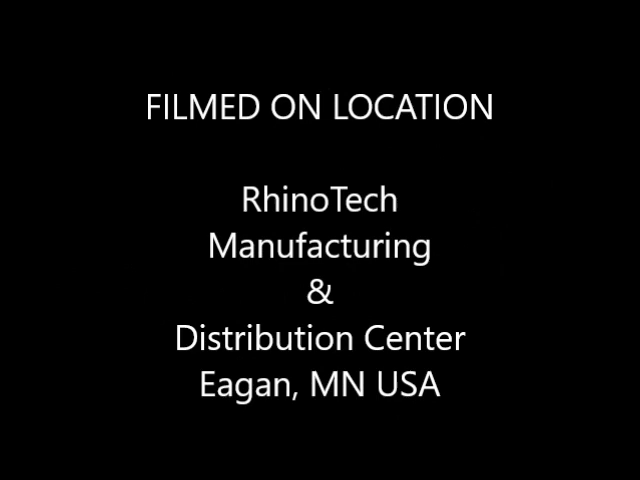 FILMED ON LOCATION
RhinoTech
Manufacturing
&
Distribution Center
Eagan, MN USA